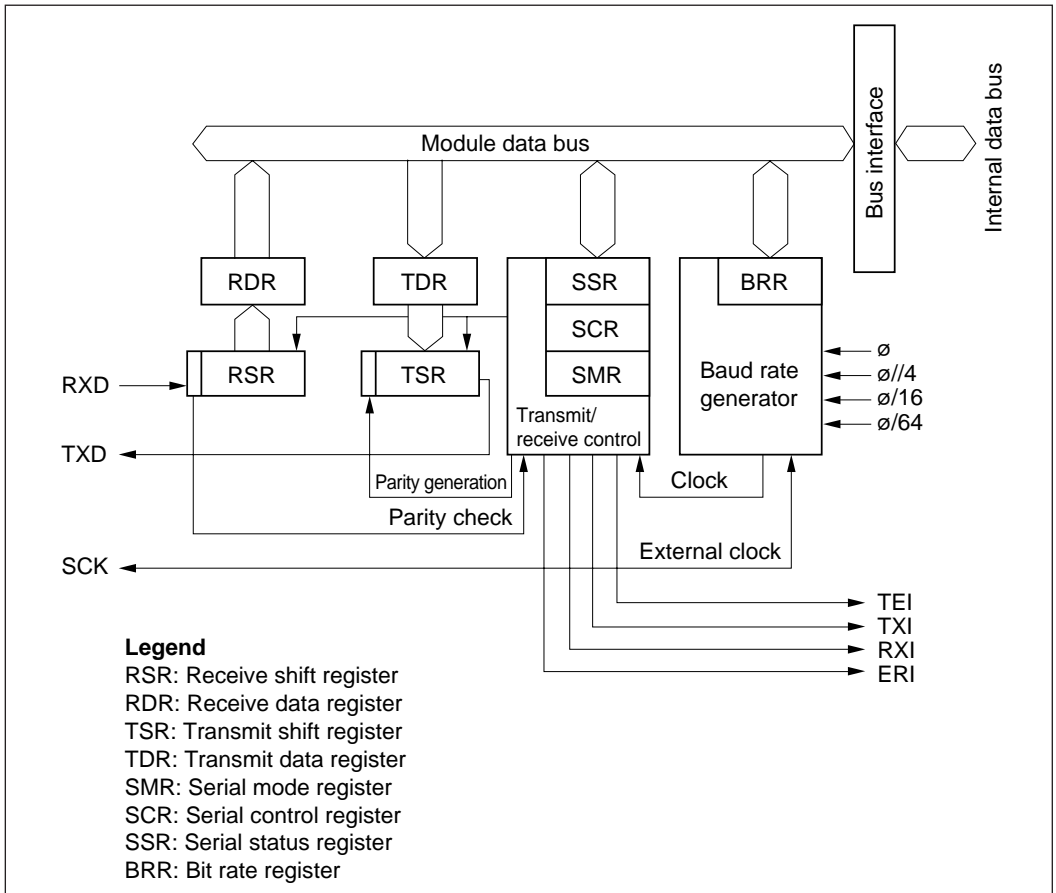 Module data bus
Bus interface
Internal data bus
RDR
TDR
SSR
BRR
SCR
RSR
TSR
SMR
Baud rate
generator
ø
ø//4
ø/16
ø/64
RXD
Transmit/
receive control
TXD
Parity generation
Clock
Parity check
External clock
SCK
TEI
TXI
RXI
ERI
Legend
RSR: Receive shift register
RDR: Receive data register
TSR: Transmit shift register
TDR: Transmit data register
SMR: Serial mode register
SCR: Serial control register
SSR: Serial status register
BRR: Bit rate register